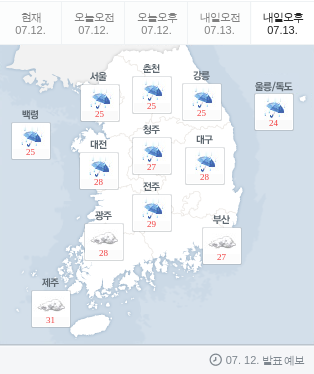 현재 오늘오전 오늘오후 내일오전 내일오후
07.12. 07.12. 07.12. 07.13. 07.13.
서울 25
춘천 25
강릉 25
울릉/독도 24
백령 25
대전 28
청주 27
대구 28
전주 29
광주 28
부산 27
제주 31
07. 12. 발표 예보